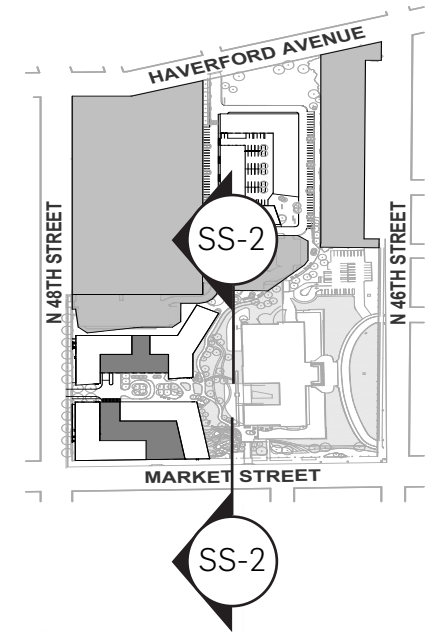 HAVERFORD AVENUE
N 48TH STREET
SS-2
N 46TH STREET
MARKET STREET
SS-2